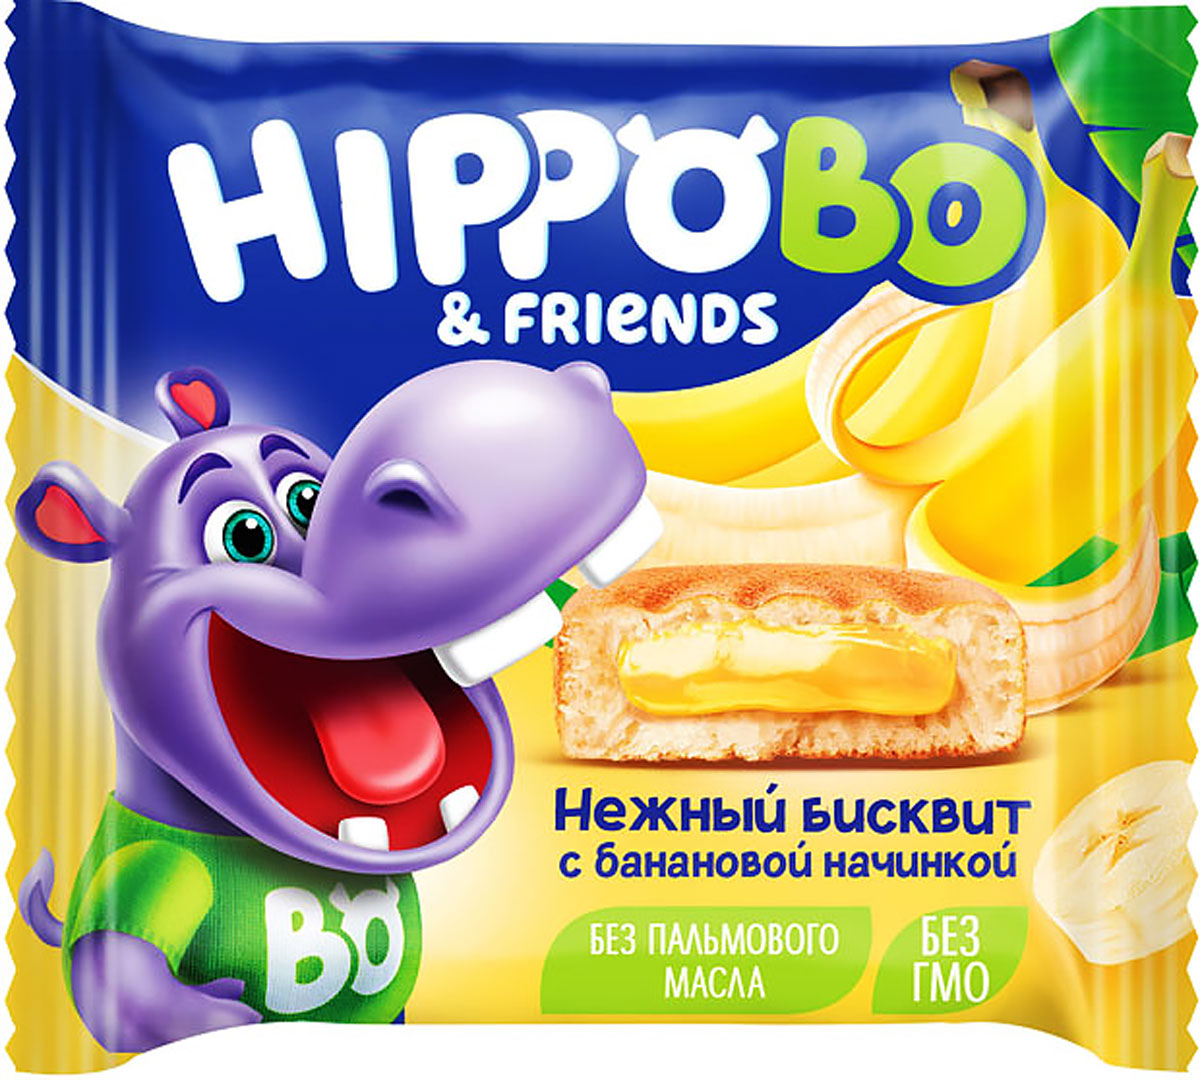 HIPPOBO
& FRIENDS
Нежный бисквит
с банановой начинкой
БЕЗ ПАЛЬМОВОГО
МАСЛА
БЕЗ
ГМО
BO